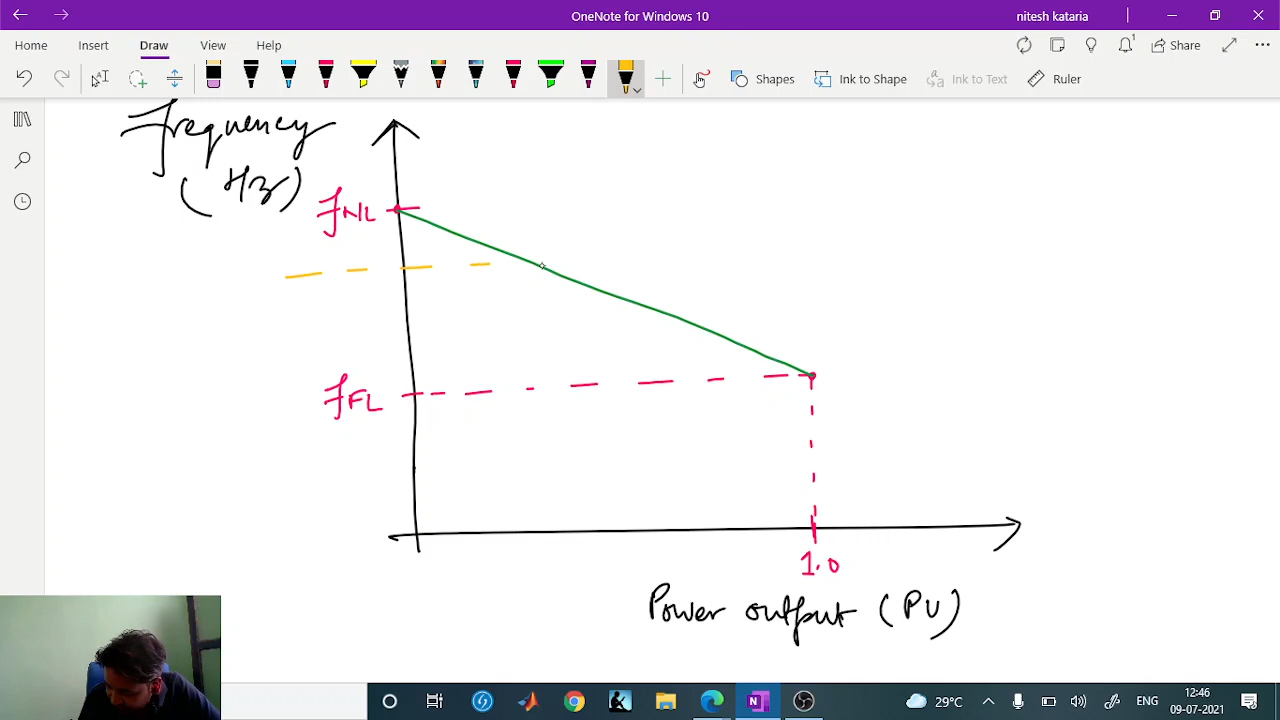 OneNote for Windows 10
nitesh kataria
Home Insert Draw View Help
Share
Shapes Ink to Shape Ink to Text Ruler
Frequency
(Hz)
fNL
fFL
1.0
Power output (PU)
29°C ENG 12:46
09-07-2021